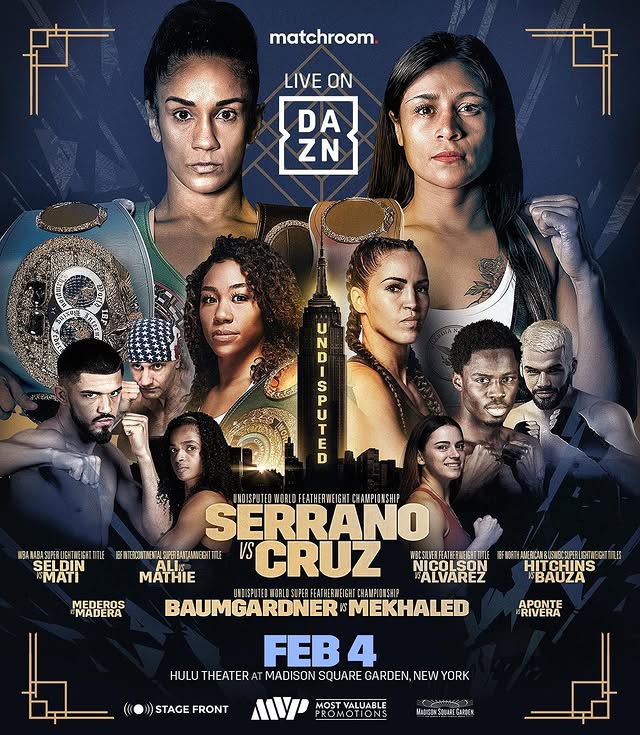 matchroom.
LIVE ON
DA
ZN
UNDISPUTED
UNDISPUTED WORLD FEATHERWEIGHT CHAMPIONSHIP
SERRANO
VS CRUZ
WBA NABA SUPER LIGHTWEIGHT TITLE
SELDIN
VS MATI
IBF INTERCONTINENTAL SUPER BANTAMWEIGHT TITLE
ALI VS
MATHIE
WBC SILVER FEATHERWEIGHT TITLE
NICOLSON
VS ALVAREZ
IBF NORTH AMERICAN & USWBC SUPER LIGHTWEIGHT TITLES
HITCHINS
VS BAUZA
UNDISPUTED WORLD SUPER FEATHERWEIGHT CHAMPIONSHIP
MEDEROS
VS MADERA
BAUMGARDNER VS MEKHALED
APONTE
VS RIVERA
FEB 4
HULU THEATER AT MADISON SQUARE GARDEN, NEW YORK
STAGE FRONT
MVP MOST VALUABLE
PROMOTIONS
MADISON SQUARE GARDEN